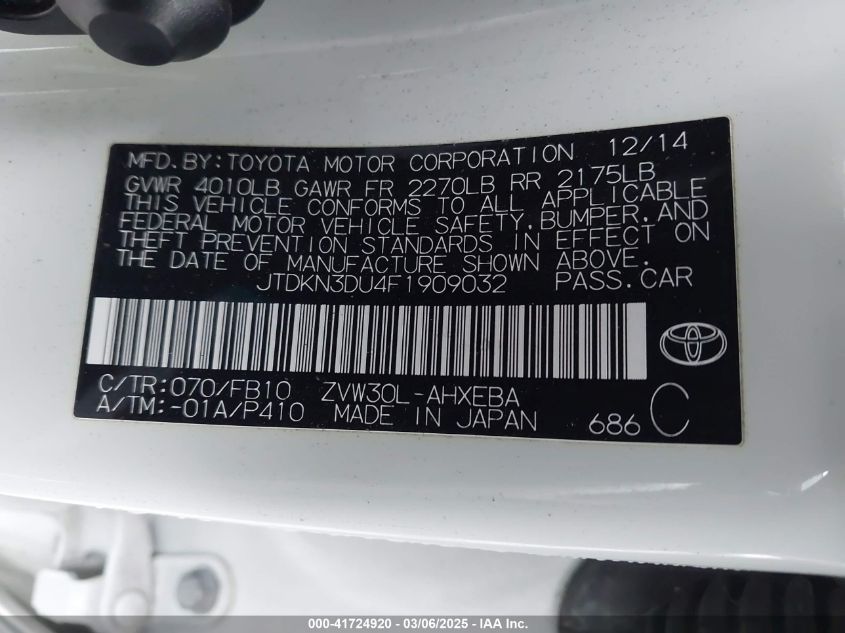 MFD. BY: TOYOTA MOTOR CORPORATION 12/14
GVWR 4010LB GAWR FR 2270LB RR 2175LB
THIS VEHICLE CONFORMS TO ALL APPLICABLE
FEDERAL MOTOR VEHICLE SAFETY, BUMPER, AND
THEFT PREVENTION STANDARDS IN EFFECT ON
THE DATE OF MANUFACTURE SHOWN ABOVE.
JTDKN3DU4F1909032 PASS. CAR
C/TR: 070/FB10 ZVW30L-AHXEBA
A/TM: -01A/P410 MADE IN JAPAN 686 C
000-41724920 - 03/06/2025 - IAA Inc.